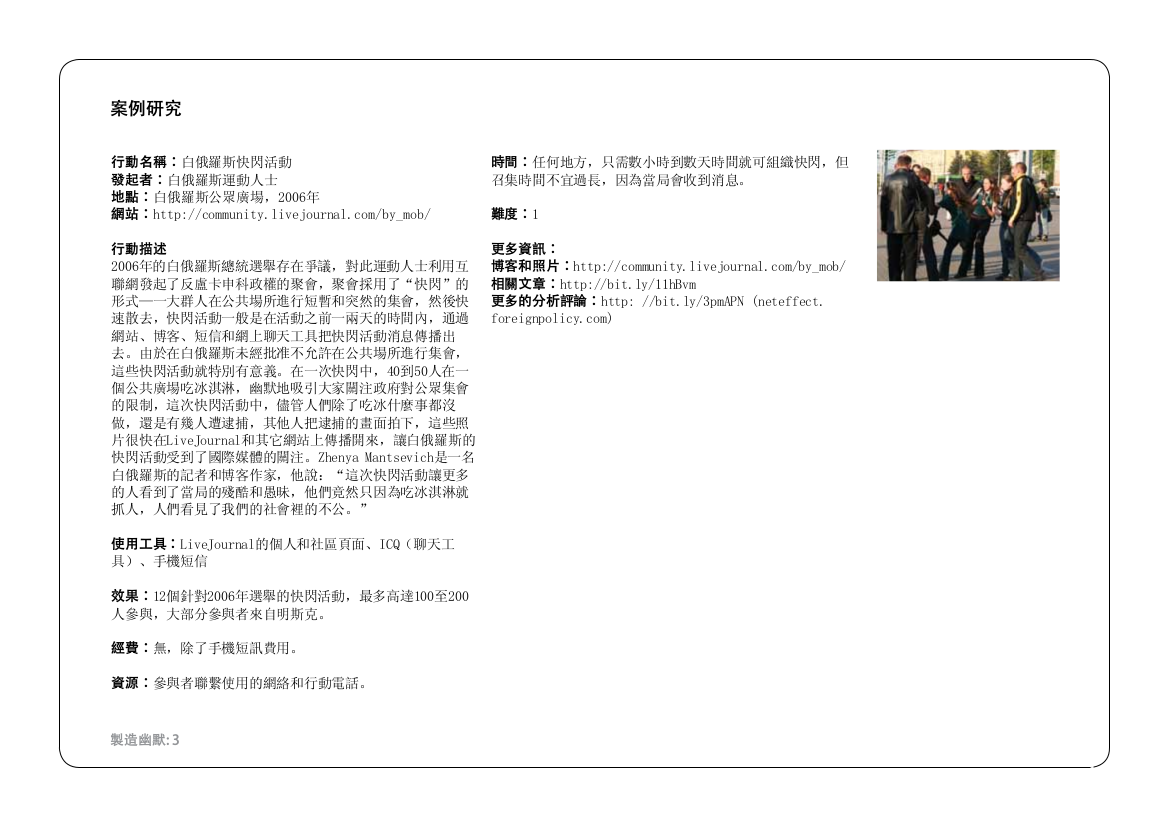 案例研究
行動名稱：白俄羅斯快閃活動
發起者：白俄羅斯運動人士
地點：白俄羅斯公眾廣場，2006年
網站：http://community.livejournal.com/by_mob/
行動描述
2006年的白俄羅斯總統選舉存在爭議，對此運動人士利用互
聯網發起了反盧卡申科政權的聚會，聚會採用了“快閃”的
形式—一大群人在公共場所進行短暫和突然的集會，然後快
速散去，快閃活動一般是在活動之前一兩天的時間內，通過
網站、博客、短信和網上聊天工具把快閃活動消息傳播出
去。由於在白俄羅斯未經批准不允許在公共場所進行集會，
這些快閃活動就特別有意義。在一次快閃中，40到50人在一
個公共廣場吃冰淇淋，幽默地吸引大家關注政府對公眾集會
的限制，這次快閃活動中，儘管人們除了吃冰什麼事都沒
做，還是有幾人遭逮捕，其他人把逮捕的畫面拍下，這些照
片很快在LiveJournal和其它網站上傳播開來，讓白俄羅斯的
快閃活動受到了國際媒體的關注。Zhenya Mantsevich是一名
白俄羅斯的記者和博客作家，他說：“這次快閃活動讓更多
的人看到了當局的殘酷和愚昧，他們竟然只因為吃冰淇淋就
抓人，人們看見了我們的社會裡的不公。”
使用工具：LiveJournal的個人和社區頁面、ICQ（聊天工
具）、手機短信
效果：12個針對2006年選舉的快閃活動，最多高達100至200
人參與，大部分參與者來自明斯克。
經費：無，除了手機短訊費用。
資源：參與者聯繫使用的網絡和行動電話。
時間：任何地方，只需數小時到數天時間就可組織快閃，但
召集時間不宜過長，因為當局會收到消息。
難度：1
更多資訊：
博客和照片：http://community.livejournal.com/by_mob/
相關文章：http://bit.ly/11hBvm
更多的分析評論：http: //bit.ly/3pmAPN (neteffect.
foreignpolicy.com)
製造幽默:3